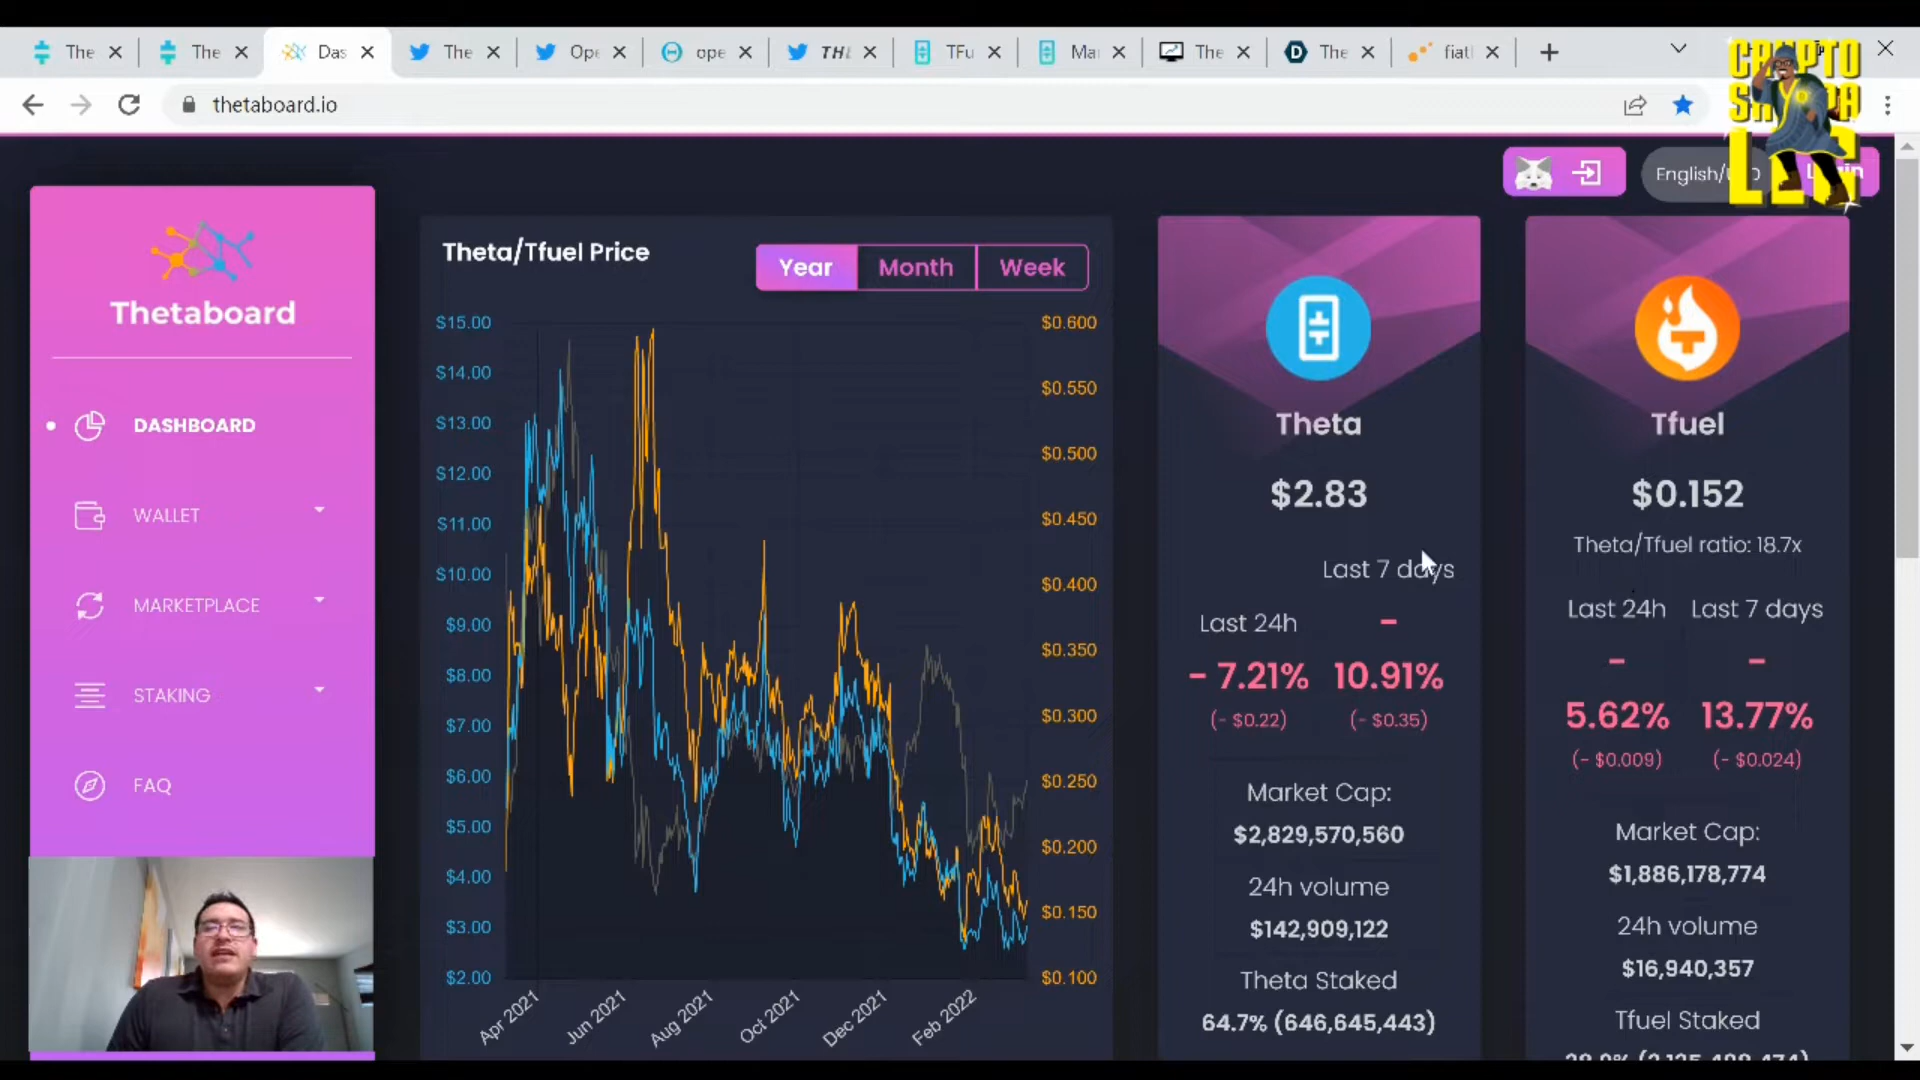 The
The
Das
The
Ope
ope
THE
TFu
Ma
The
The
fiatl
thetaboard.io
CRYPTO
English/
Login
LEG
Thetaboard
DASHBOARD
WALLET
MARKETPLACE
STAKING
FAQ
Theta/Tfuel Price
Year
Month
Week
$15.00
$14.00
$13.00
$12.00
$11.00
$10.00
$9.00
$8.00
$7.00
$6.00
$5.00
$4.00
$3.00
$2.00
$0.600
$0.550
$0.500
$0.450
$0.400
$0.350
$0.300
$0.250
$0.200
$0.150
$0.100
Apr 2021
Jun 2021
Aug 2021
Oct 2021
Dec 2021
Feb 2022
Theta
$2.83
Last 7 days
Last 24h
-
- 7.21%
10.91%
(- $0.22)
(- $0.35)
Market Cap:
$2,829,570,560
24h volume
$142,909,122
Theta Staked
64.7% (646,645,443)
Tfuel
$0.152
Theta/Tfuel ratio: 18.7x
Last 24h
Last 7 days
-
-
5.62%
13.77%
(- $0.009)
(- $0.024)
Market Cap:
$1,886,178,774
24h volume
$16,940,357
Tfuel Staked